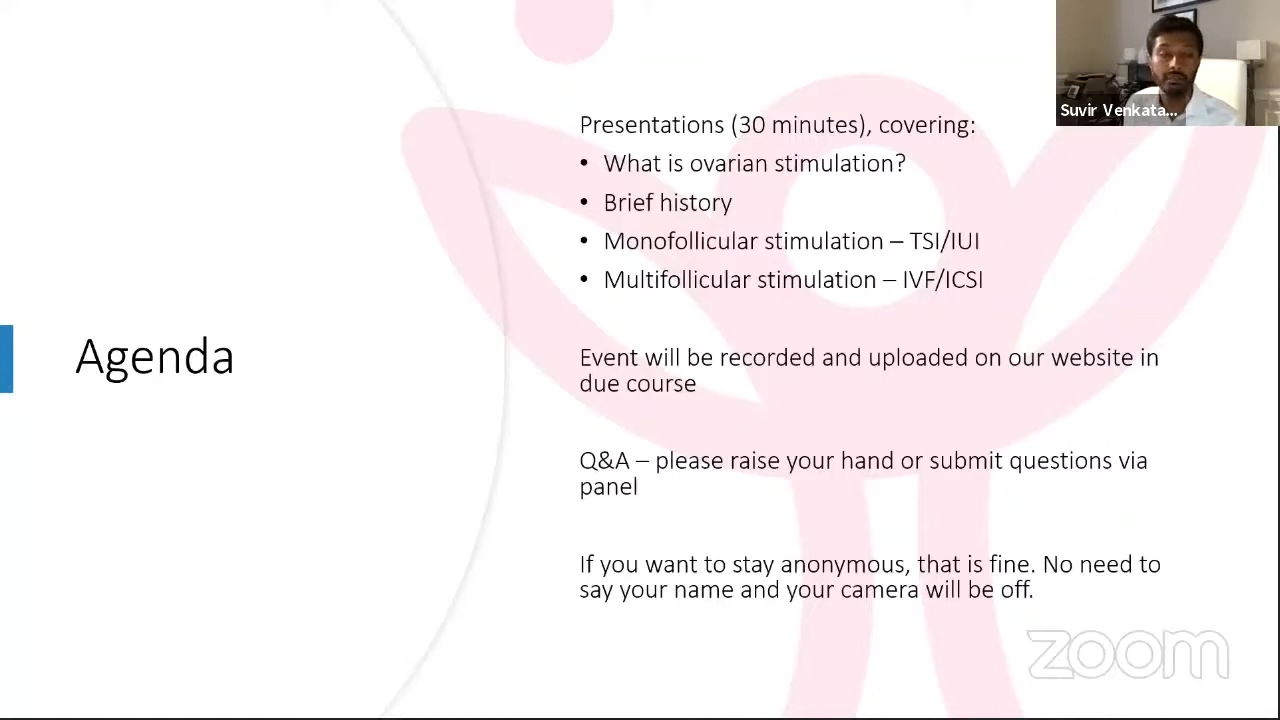 Suvir Venkata...
Presentations (30 minutes), covering:
• What is ovarian stimulation?
• Brief history
• Monofollicular stimulation – TSI/IUI
• Multifollicular stimulation – IVF/ICSI
Agenda
Event will be recorded and uploaded on our website in
due course
Q&A – please raise your hand or submit questions via
panel
If you want to stay anonymous, that is fine. No need to
say your name and your camera will be off.
zoom